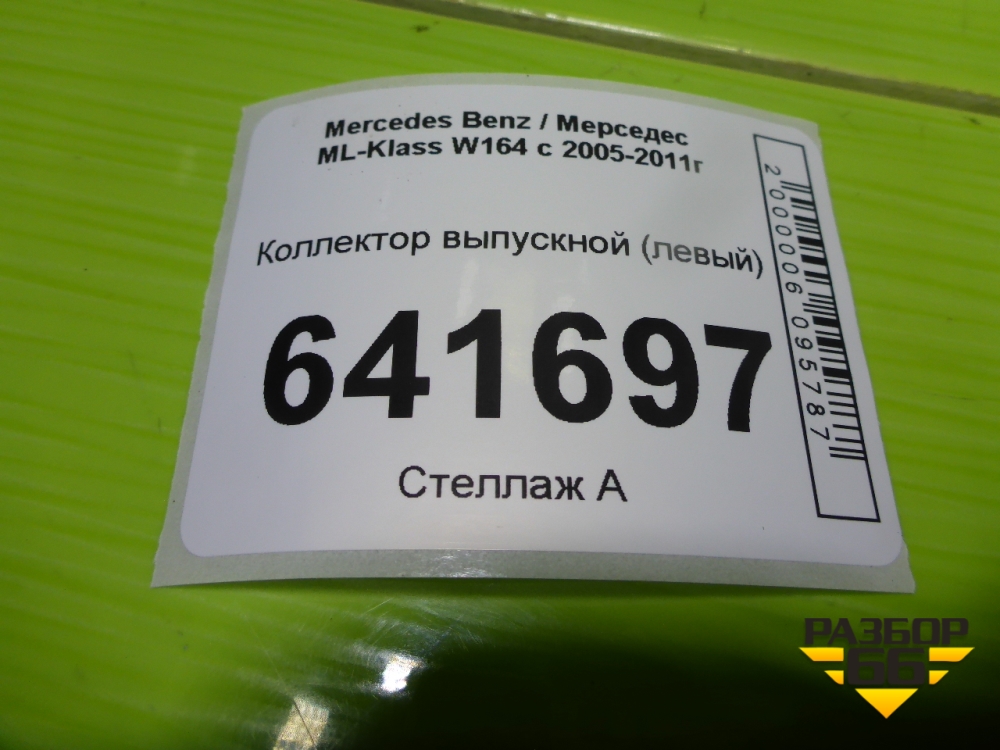 Mercedes Benz / Мерседес
ML-Klass W164 с 2005-2011г
Коллектор выпускной (левый)
641697
Стеллаж А
2000006095787
РАЗБОР
66